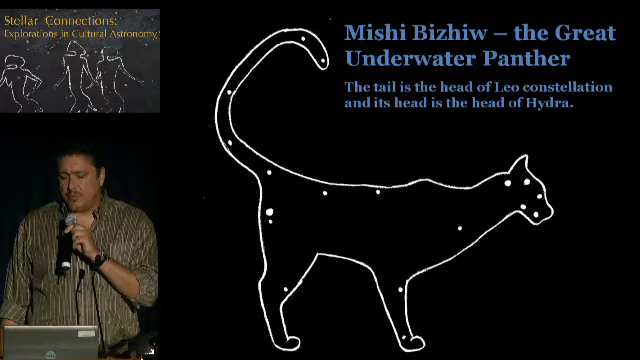 Stellar Connections:
Explorations in Cultural Astronomy
Mishi Bizhiw – the Great
Underwater Panther
The tail is the head of Leo constellation
and its head is the head of Hydra.